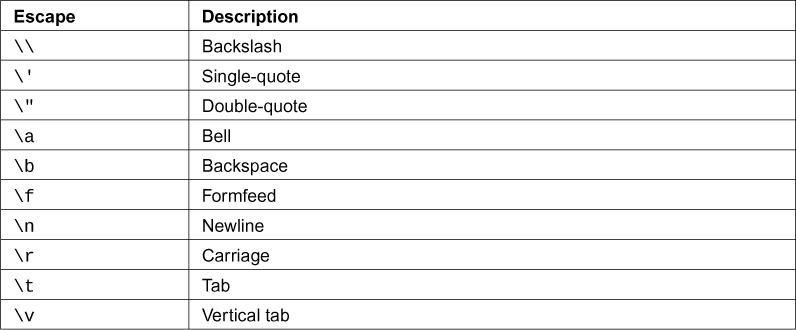 Escape Description
\\ Backslash
\' Single-quote
\" Double-quote
\a Bell
\b Backspace
\f Formfeed
\n Newline
\r Carriage
\t Tab
\v Vertical tab